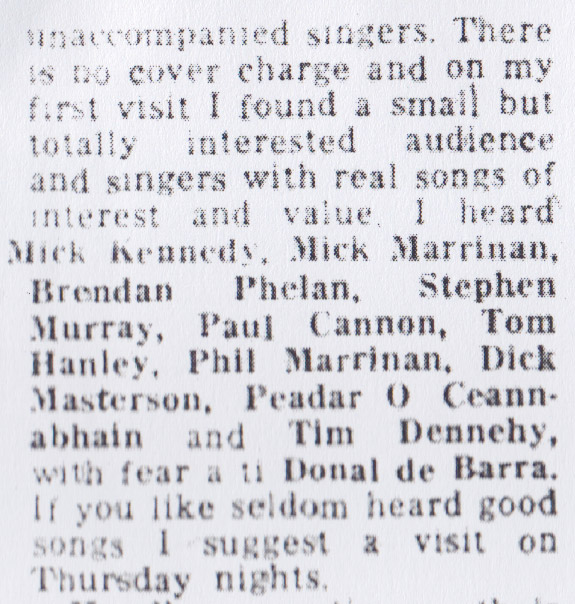 unaccompanied singers. There
is no cover charge and on my
first visit I found a small but
totally interested audience
and singers with real songs of
interest and value. I heard
Mick Kennedy, Mick Marrinan,
Brendan Phelan, Stephen
Murray, Paul Cannon, Tom
Hanley, Phil Marrinan, Dick
Masterson, Peadar O Ceann-
abhain and Tim Dennehy,
with fear a ti Donal de Barra.
If you like seldom heard good
songs I suggest a visit on
Thursday nights.